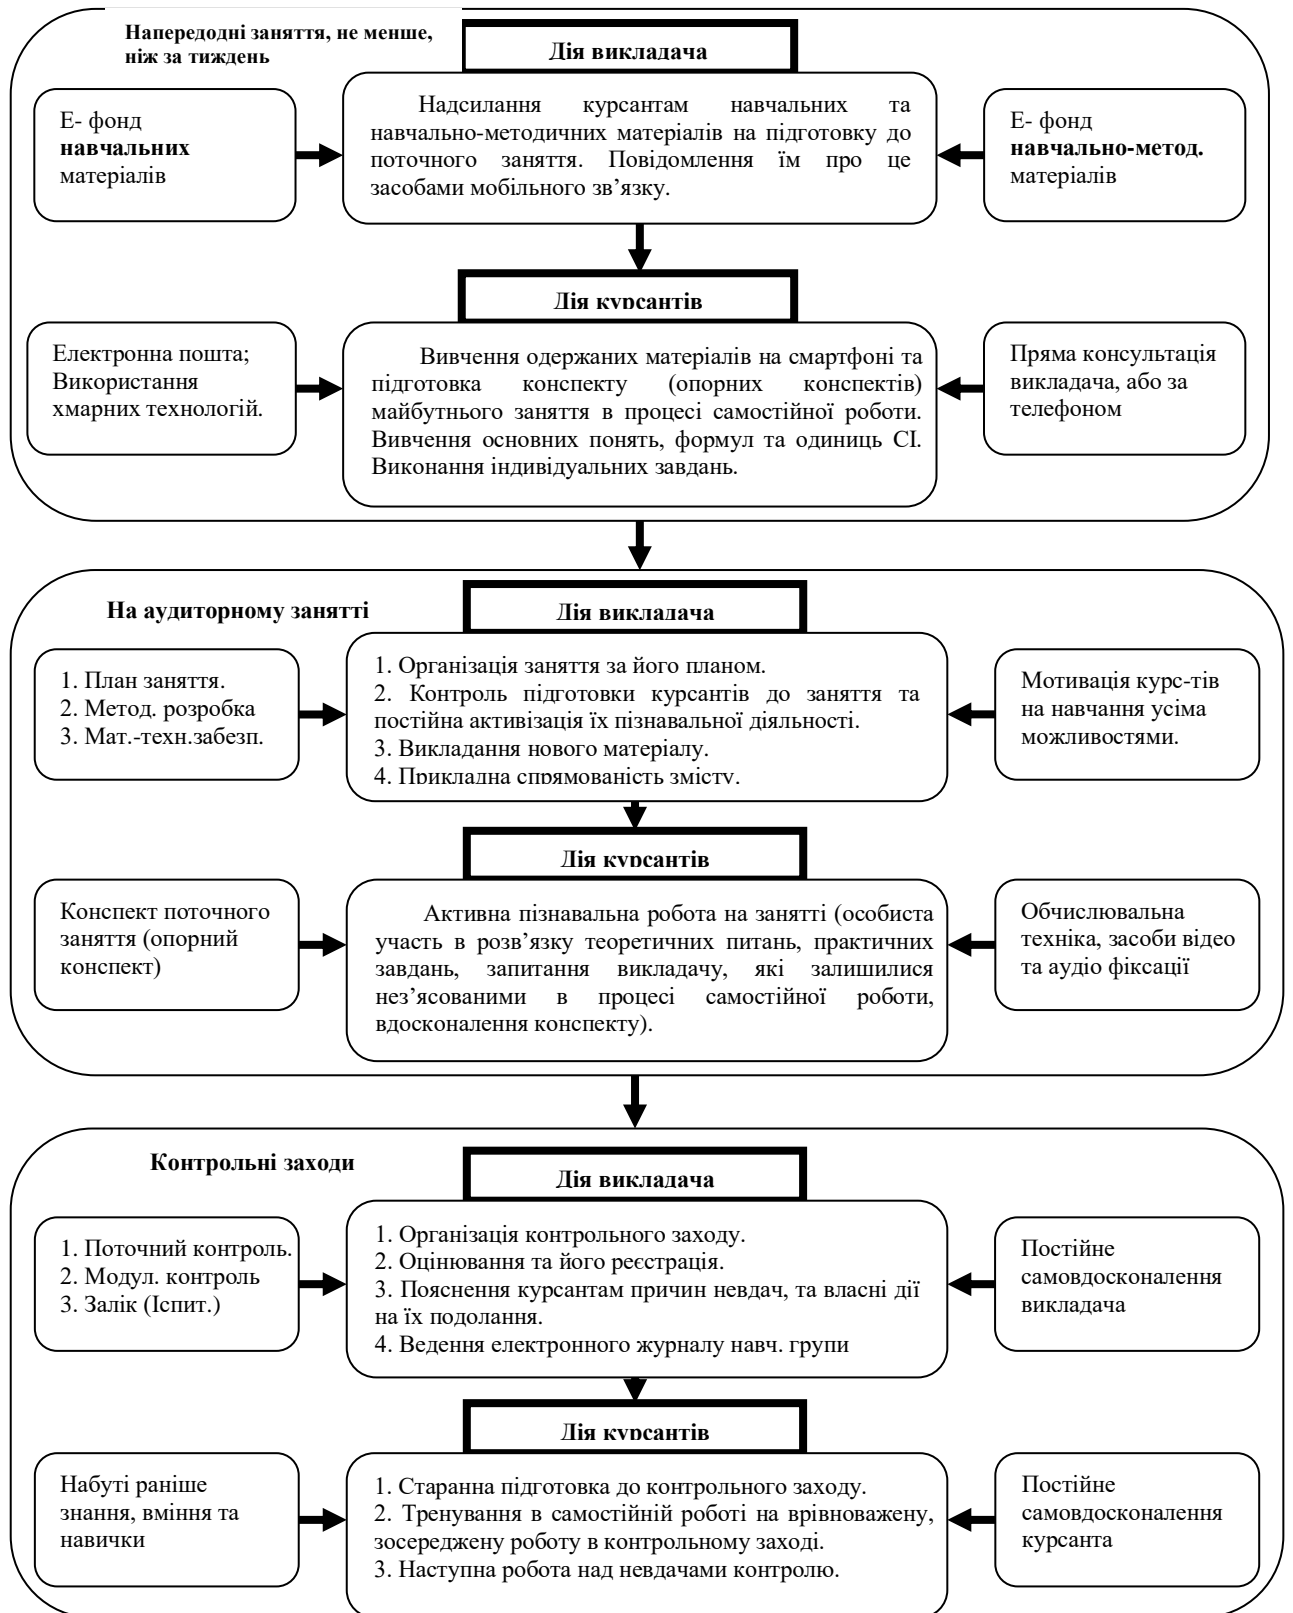 Напередодні заняття, не менше,
ніж за тиждень
Дія викладача
Е- фонд
навчальних
матеріалів
Надсилання курсантам навчальних та
навчально-методичних матеріалів на підготовку до
поточного заняття. Повідомлення їм про це
засобами мобільного зв’язку.
Е- фонд
навчально-метод.
матеріалів
Дія курсантів
Електронна пошта;
Використання
хмарних технологій.
Вивчення одержаних матеріалів на смартфоні та
підготовка конспекту (опорних конспектів)
майбутнього заняття в процесі самостійної роботи.
Вивчення основних понять, формул та одиниць СІ.
Виконання індивідуальних завдань.
Пряма консультація
викладача, або за
телефоном
На аудиторному занятті
Дія викладача
1. План заняття.
2. Метод. розробка
3. Мат.-техн.забезп.
1. Організація заняття за його планом.
2. Контроль підготовки курсантів до заняття та
постійна активізація їх пізнавальної діяльності.
3. Викладання нового матеріалу.
4. Прикладна спрямованість змісту.
Мотивація курс-тів
на навчання усіма
можливостями.
Дія курсантів
Конспект поточного
заняття (опорний
конспект)
Активна пізнавальна робота на занятті (особиста
участь в розв’язку теоретичних питань, практичних
завдань, запитання викладачу, які залишилися
нез’ясованими в процесі самостійної роботи,
вдосконалення конспекту).
Обчислювальна
техніка, засоби відео
та аудіо фіксації
Контрольні заходи
Дія викладача
1. Поточний контроль.
2. Модул. контроль
3. Залік (Іспит.)
1. Організація контрольного заходу.
2. Оцінювання та його реєстрація.
3. Пояснення курсантам причин невдач, та власні дії
на їх подолання.
4. Ведення електронного журналу навч. групи
Постійне
самовдосконалення
викладача
Дія курсантів
Набуті раніше
знання, вміння та
навички
1. Старанна підготовка до контрольного заходу.
2. Тренування в самостійній роботі на врівноважену,
зосереджену роботу в контрольному заході.
3. Наступна робота над невдачами контролю.
Постійне
самовдосконалення
курсанта